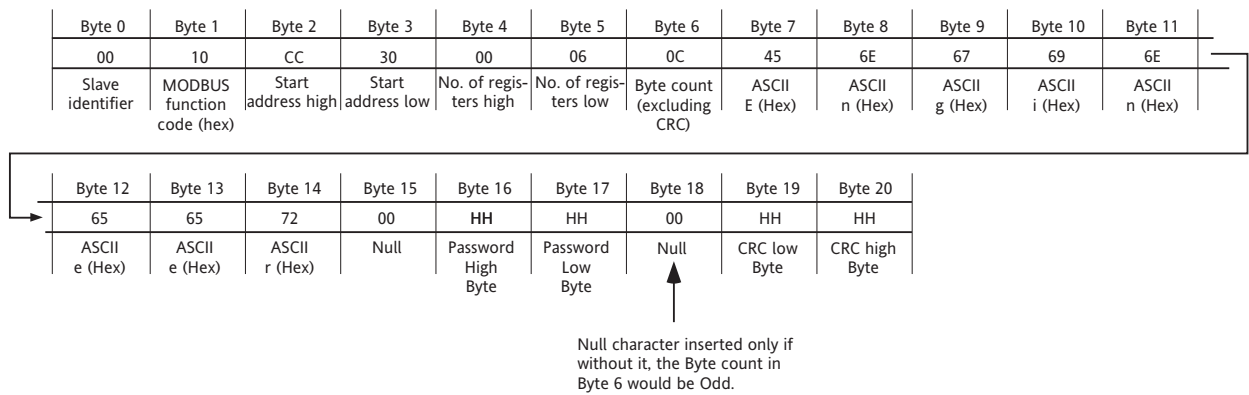 Byte 0 Byte 1 Byte 2 Byte 3 Byte 4 Byte 5 Byte 6 Byte 7 Byte 8 Byte 9 Byte 10 Byte 11
00 10 CC 30 00 06 0C 45 6E 67 69 6E
Slave MODBUS Start Start No. of regis- No. of regis- Byte count ASCII ASCII ASCII ASCII ASCII
identifier function address high address low ters high ters low (excluding E (Hex) n (Hex) g (Hex) i (Hex) n (Hex)
code (hex) CRC)
Byte 12 Byte 13 Byte 14 Byte 15 Byte 16 Byte 17 Byte 18 Byte 19 Byte 20
65 65 72 00 HH HH 00 HH HH
ASCII ASCII ASCII Null Password Password Null CRC low CRC high
e (Hex) e (Hex) r (Hex) High Low Byte Byte
Byte Byte
Null character inserted only if
without it, the Byte count in
Byte 6 would be Odd.